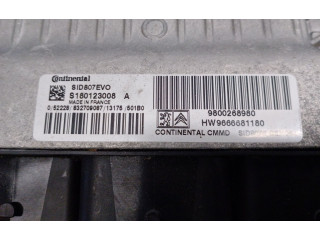 Continental
SID807EVO
S180123008 A
MADE IN FRANCE
9800268980
HW9666681180
CONTINENTAL CMMD